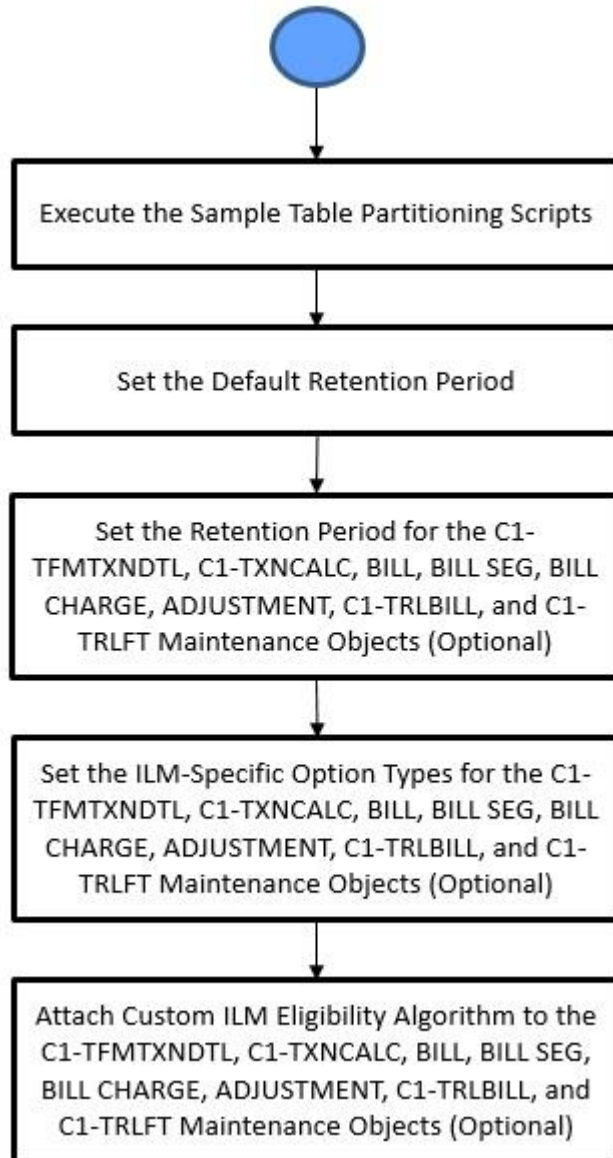 Execute the Sample Table Partitioning Scripts
Set the Default Retention Period
Set the Retention Period for the C1-
TFMTXNDTL, C1-TXNCALC, BILL, BILL SEG, BILL
CHARGE, ADJUSTMENT, C1-TRLBILL, and C1-
TRLFT Maintenance Objects (Optional)
Set the ILM-Specific Option Types for the C1-
TFMTXNDTL, C1-TXNCALC, BILL, BILL SEG, BILL
CHARGE, ADJUSTMENT, C1-TRLBILL, and C1-
TRLFT Maintenance Objects (Optional)
Attach Custom ILM Eligibility Algorithm to the
C1-TFMTXNDTL, C1-TXNCALC, BILL, BILL SEG,
BILL CHARGE, ADJUSTMENT, C1-TRLBILL, and
C1-TRLFT Maintenance Objects (Optional)